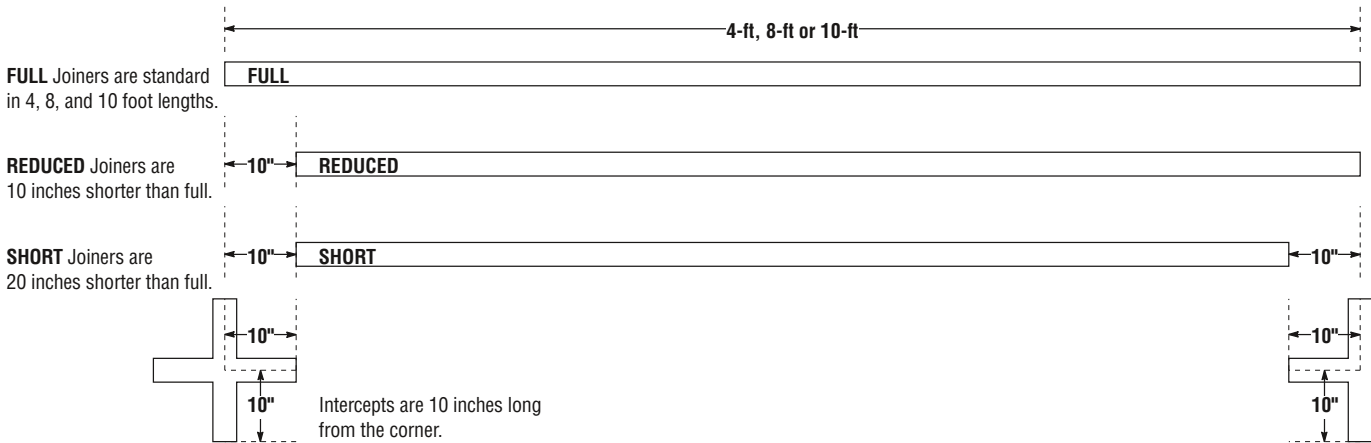 4-ft, 8-ft or 10-ft
FULL Joiners are standard
in 4, 8, and 10 foot lengths.
FULL
REDUCED Joiners are
10 inches shorter than full.
10"
REDUCED
SHORT Joiners are
20 inches shorter than full.
10"
SHORT
10"
10"
10"
10"
Intercepts are 10 inches long
from the corner.
10"